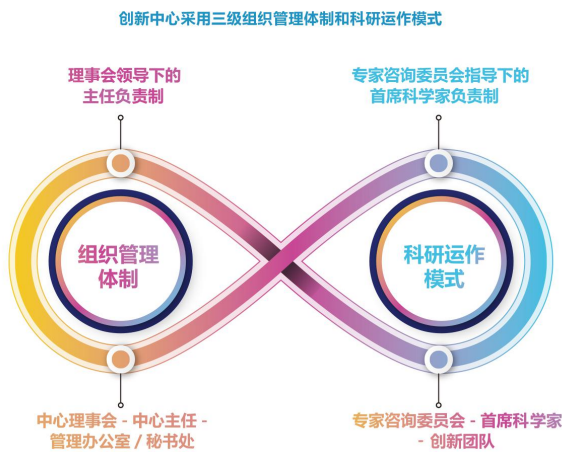 创新中心采用三级组织管理体制和科研运作模式
理事会领导下的
主任负责制
专家咨询委员会指导下的
首席科学家负责制
组织管理
体制
科研运作
模式
中心理事会 - 中心主任 -
管理办公室 / 秘书处
专家咨询委员会 - 首席科学家
- 创新团队